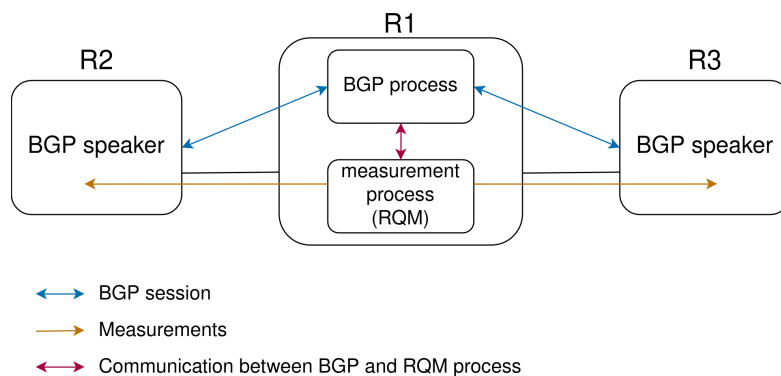 R1
R2
R3
BGP process
BGP speaker
BGP speaker
measurement
process
(RQM)
BGP session
Measurements
Communication between BGP and RQM process